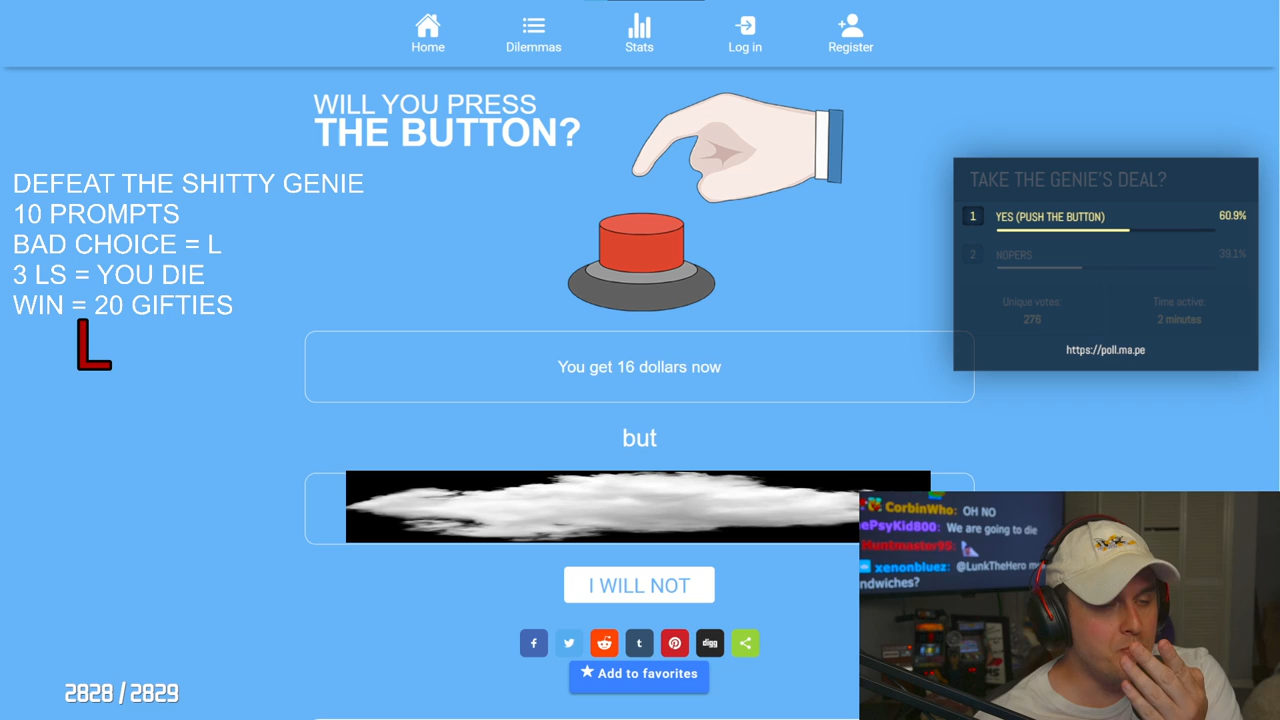 Home
Dilemmas
Stats
Log in
Register
WILL YOU PRESS
THE BUTTON?
DEFEAT THE SHITTY GENIE
10 PROMPTS
BAD CHOICE = L
3 LS = YOU DIE
WIN = 20 GIFTIES
L
TAKE THE GENIE'S DEAL?
1 YES (PUSH THE BUTTON) 60.9%
2 NOPERS 39.1%
Unique votes: Time active:
276 2 minutes
https://poll.ma.pe
You get 16 dollars now
but
I WILL NOT
f t digg
Add to favorites
CorbinWho: OH NO
ePsyKid800: We are going to die
xenonbluez: @LunkTheHero m
ndwiches?
2828 / 2829